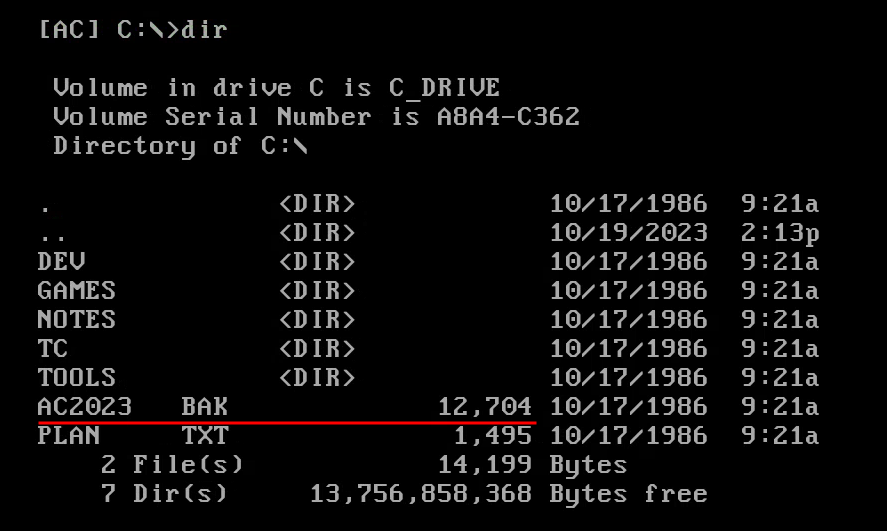 [AC] C:\>dir
Volume in drive C is C_DRIVE
Volume Serial Number is A8A4-C362
Directory of C:\
. <DIR> 10/17/1986 9:21a
.. <DIR> 10/19/2023 2:13p
DEV <DIR> 10/17/1986 9:21a
GAMES <DIR> 10/17/1986 9:21a
NOTES <DIR> 10/17/1986 9:21a
TC <DIR> 10/17/1986 9:21a
TOOLS <DIR> 10/17/1986 9:21a
AC2023 BAK 12,704 10/17/1986 9:21a
PLAN TXT 1,495 10/17/1986 9:21a
2 File(s) 14,199 Bytes
7 Dir(s) 13,756,858,368 Bytes free